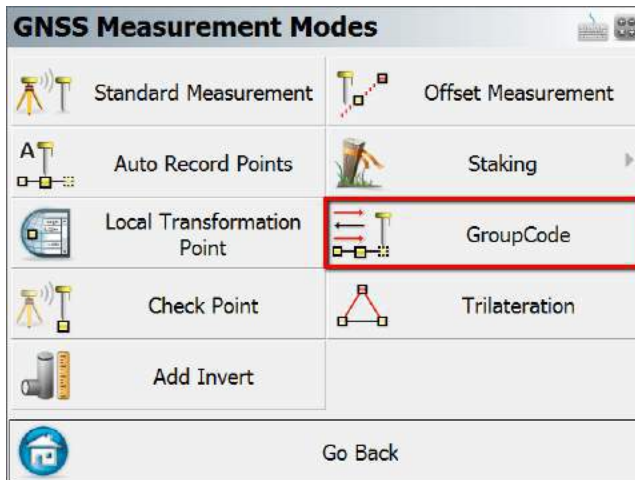 GNSS Measurement Modes
Standard Measurement
Offset Measurement
A
Auto Record Points
Staking
Local Transformation
Point
GroupCode
Check Point
Trilateration
Add Invert
Go Back